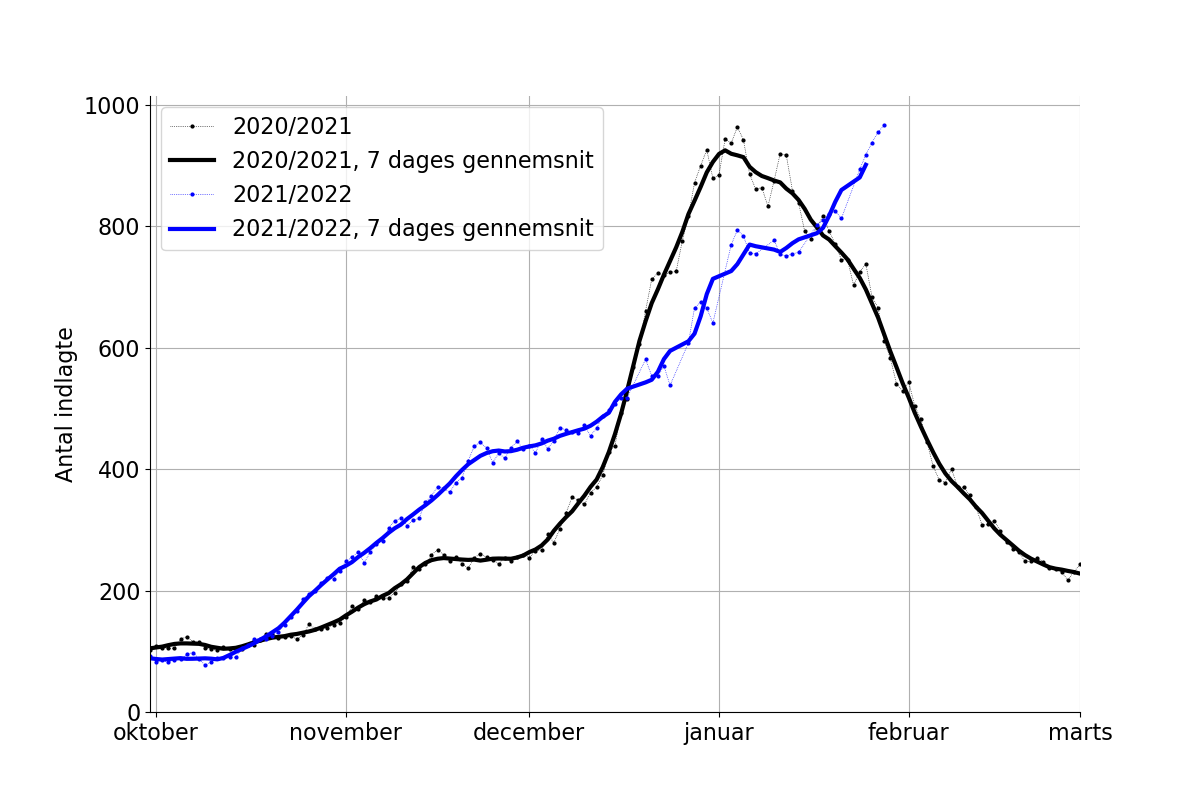 1000
800
600
400
200
0
Antal indlagte
2020/2021
2020/2021, 7 dages gennemsnit
2021/2022
2021/2022, 7 dages gennemsnit
oktober november december januar februar marts